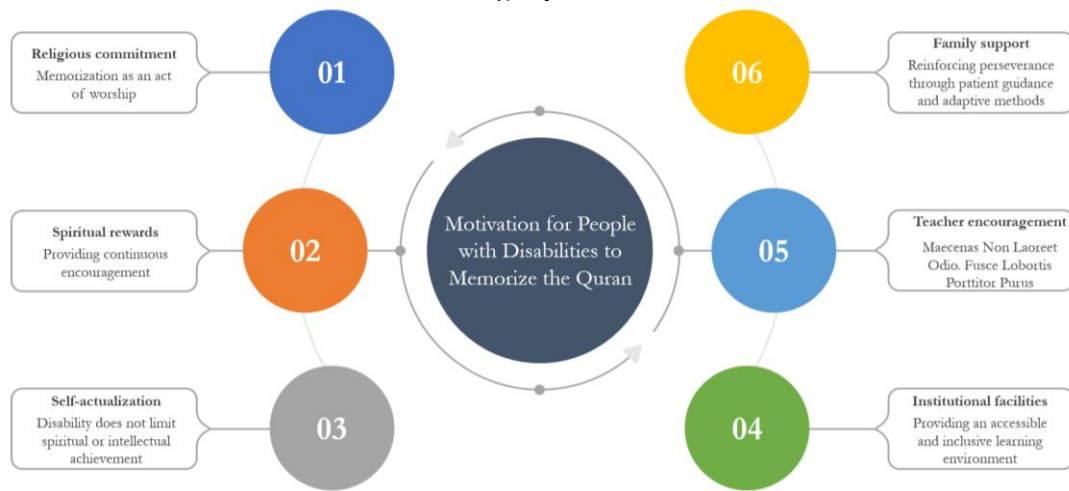 Religious commitment
Memorization as an act
of worship
01
Spiritual rewards
Providing continuous
encouragement
02
Self-actualization
Disability does not limit
spiritual or intellectual
achievement
03
Motivation for People
with Disabilities to
Memorize the Quran
06
Family support
Reinforcing perseverance
through patient guidance
and adaptive methods
05
Teacher encouragement
Maecenas Non Laoreet
Odio. Fusce Lobortis
Porttitor Purus
04
Institutional facilities
Providing an accessible
and inclusive learning
environment